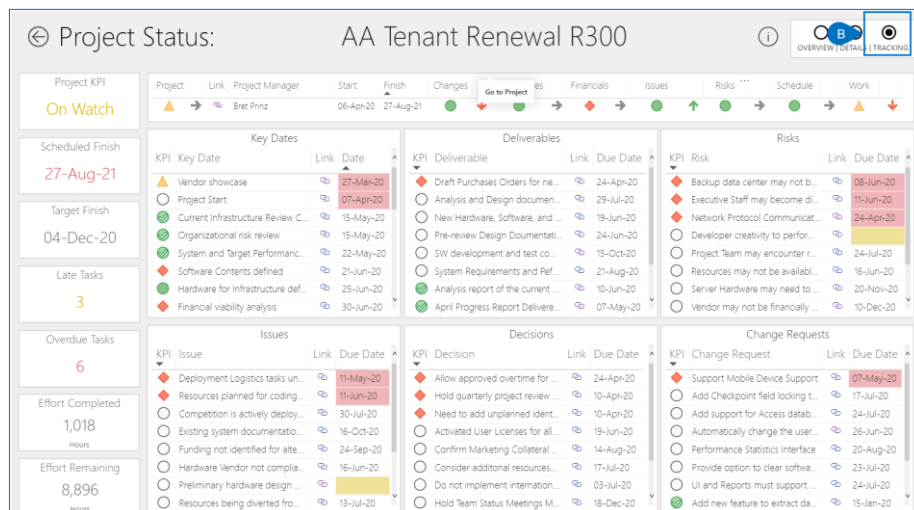 Project Status: AA Tenant Renewal R300
B
OVERVIEW | DETAILS | TRACKING
Project KPI
On Watch
Scheduled Finish
27-Aug-21
Target Finish
04-Dec-20
Late Tasks
3
Overdue Tasks
6
Effort Completed
1,018
Hours
Effort Remaining
8,896
Hours
Project Link Project Manager Start Finish Changes Financials Issues Risks Schedule Work
Go to Project
Bret Prinz 06-Apr-20 27-Aug-21
Key Dates
KPI Key Date Link Date
Vendor showcase 27-Mar-20
Project Start 07-Apr-20
Current Infrastructure Review C... 15-May-20
Organizational risk review 15-May-20
System and Target Performanc... 22-May-20
Software Contents defined 21-Jun-20
Hardware for Infrastructure def... 25-Jun-20
Financial viability analysis 30-Jun-20
Deliverables
KPI Deliverable Link Due Date
Draft Purchases Orders for ne... 24-Apr-20
Analysis and Design documen... 29-Jul-20
New Hardware, Software, and ... 19-Jun-20
Pre-review Design Doumentati... 24-Jun-20
SW development and test co... 15-Oct-20
System Requirements and Pef... 21-Aug-20
Analysis report of the current ... 10-Jun-20
April Progress Report Delivere... 07-May-20
Risks
KPI Risk Link Due Date
Backup data center may not b... 08-Jun-20
Executive Staff may become di... 11-Jun-20
Network Protocol Communicat... 24-Apr-20
Developer creativity to perfor...
Project Team may encounter r... 24-Jul-20
Resources may not be availabl... 16-Jun-20
Server Hardware may need to ... 20-Nov-20
Vendor may not be financially ... 10-Dec-20
Issues
KPI Issue Link Due Date
Deployment Logistics tasks un... 11-May-20
Resources planned for coding... 11-Jun-20
Competition is actively deploy... 30-Jul-20
Existing system documentatio... 16-Oct-20
Funding not identified for alte... 24-Sep-20
Hardware Vendor not complia... 16-Jun-20
Preliminary hardware design ...
Resources being diverted fro... 13-Jul-20
Decisions
KPI Decision Link Due Date
Allow approved overtime for ... 24-Apr-20
Hold quarterly project review ... 10-Apr-20
Need to add unplanned ident... 10-Apr-20
Activated User Licenses for all... 19-Jun-20
Confirm Marketing Collateral ... 14-Aug-20
Consider additonal resources,... 17-Jul-20
Do not implement internation... 03-Jul-20
Hold Team Status Meetings M... 18-Dec-20
Change Requests
KPI Change Request Link Due Date
Support Mobile Device Support 07-May-20
Add Checkpoint field locking t... 17-Jul-20
Add support for Access datab... 24-Jul-20
Automatically change the user... 26-Jun-20
Performance Statistics Interface 20-Aug-20
Provide option to clear softwa... 23-Jul-20
UI and Reports must support ... 24-Jul-20
Add new feature to extract da... 15-Jan-20